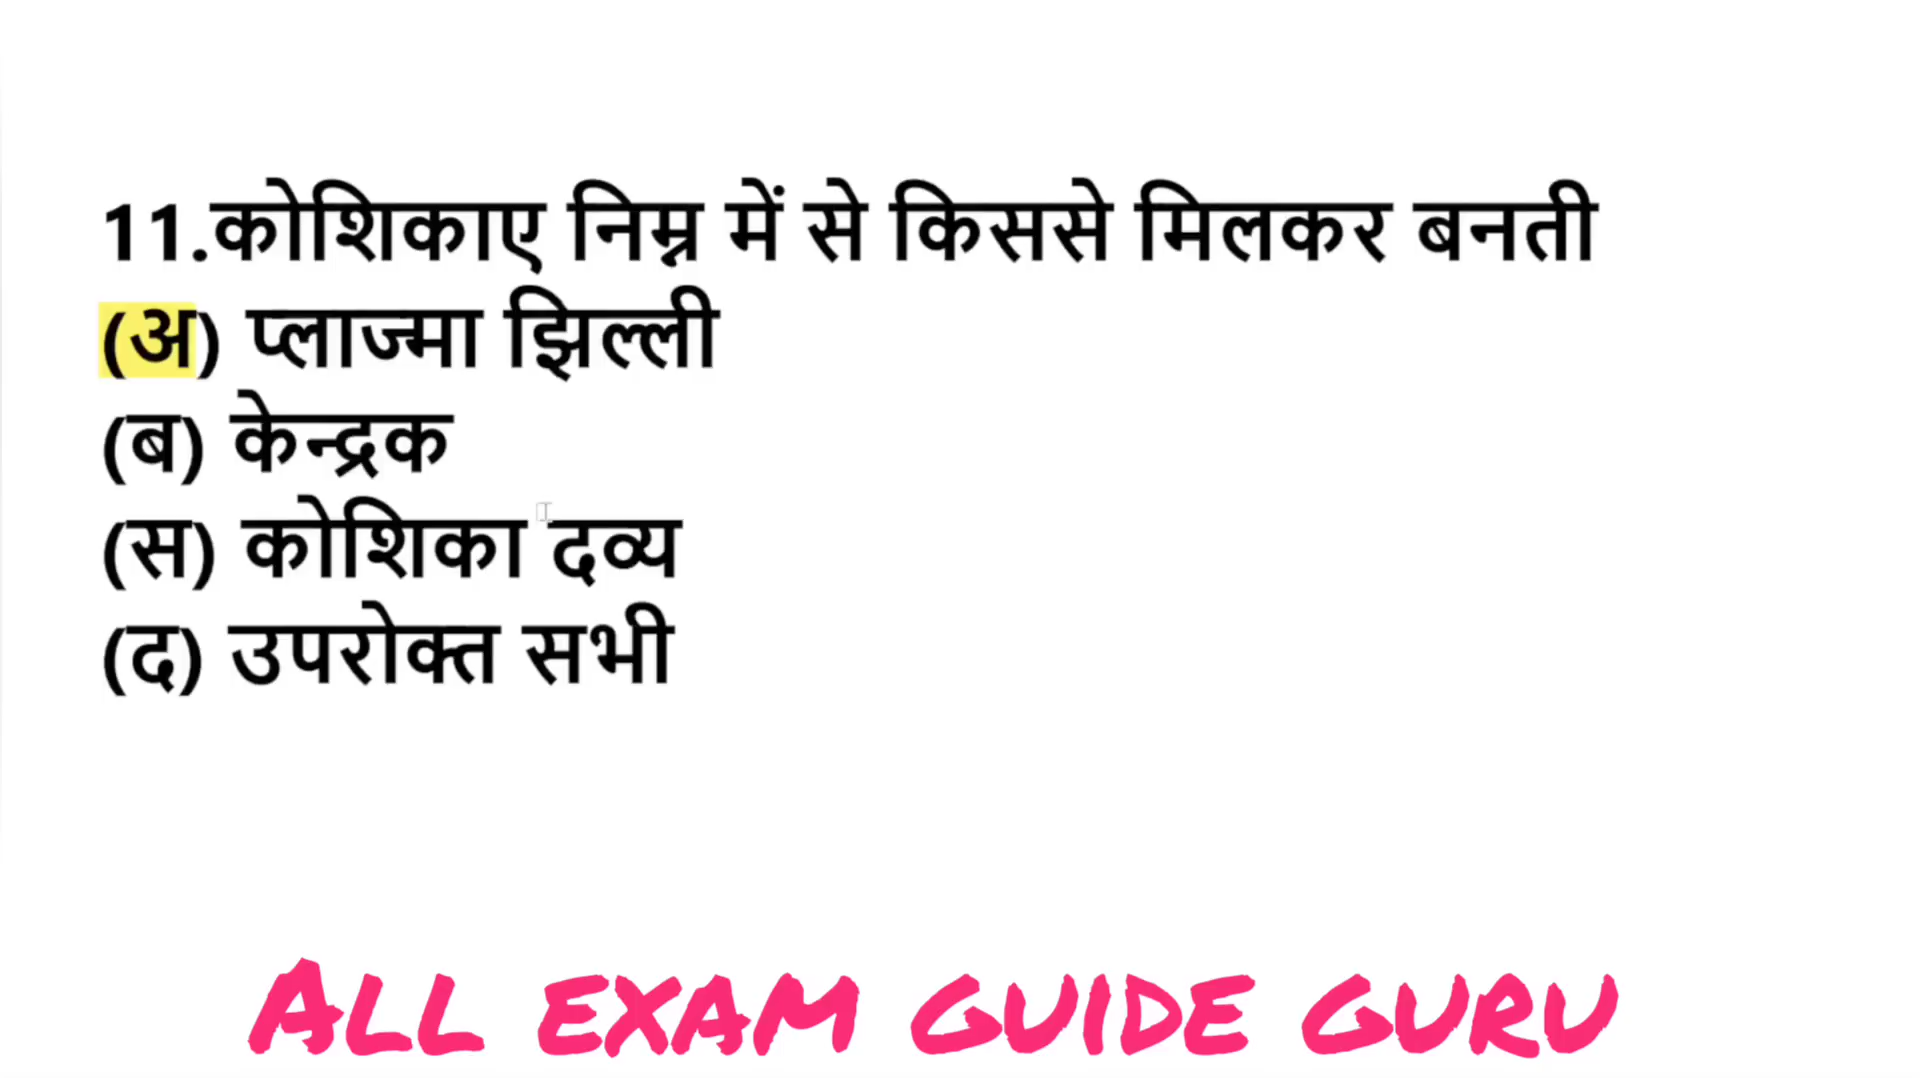 11.कोशिकाए निम्न में से किससे मिलकर बनती
(अ) प्लाज्मा झिल्ली
(ब) केन्द्रक
(स) कोशिका दव्य
(द) उपरोक्त सभी
ALL EXAM GUIDE GURU